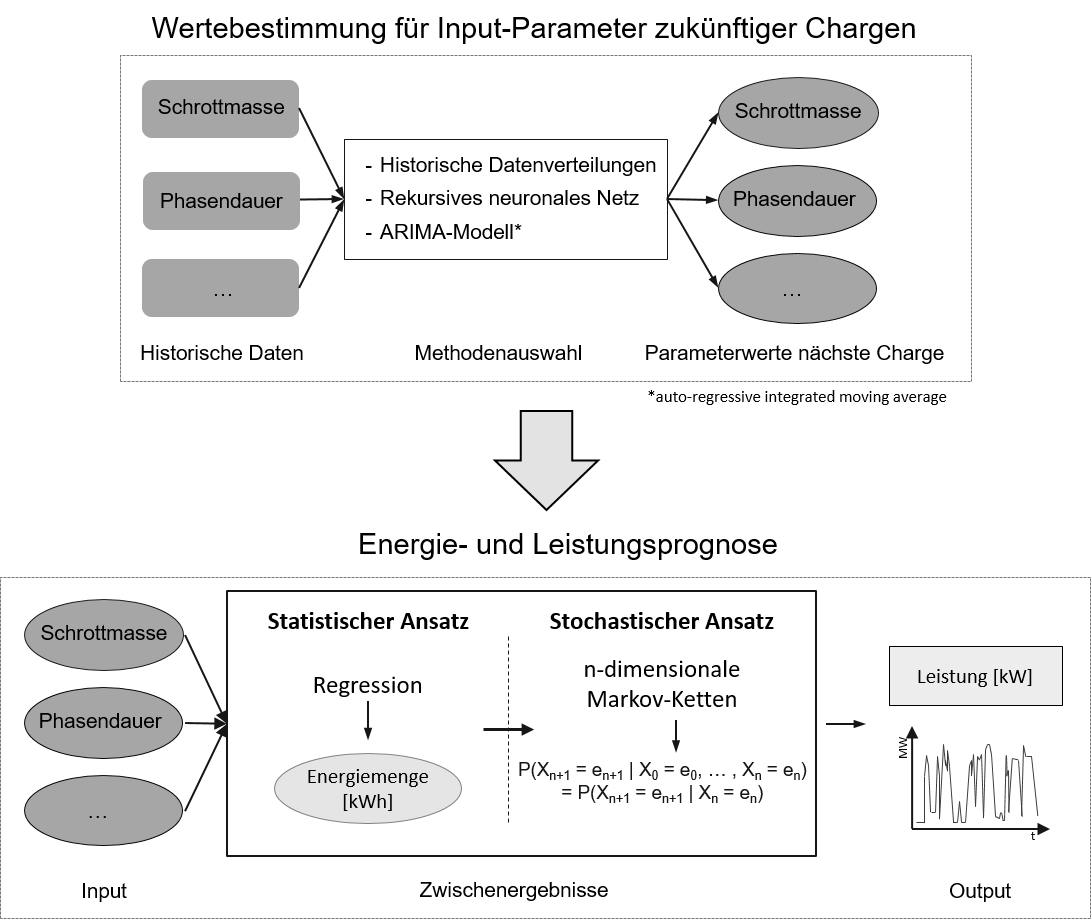 Wertebestimmung für Input-Parameter zukünftiger Chargen
Schrottmasse
Phasendauer
...
Historische Daten
- Historische Datenverteilungen
- Rekursives neuronales Netz
- ARIMA-Modell*
Methodenauswahl
Schrottmasse
Phasendauer
...
Parameterwerte nächste Charge
*auto-regressive integrated moving average
Energie- und Leistungsprognose
Schrottmasse
Phasendauer
...
Input
Statistischer Ansatz
Regression
Energiemenge
[kWh]
Stochastischer Ansatz
n-dimensionale
Markov-Ketten
P(Xₙ₊₁ = eₙ₊₁ | X₀ = e₀, … , Xₙ = eₙ)
= P(Xₙ₊₁ = eₙ₊₁ | Xₙ = eₙ)
Zwischenergebnisse
Leistung [kW]
MW
t
Output